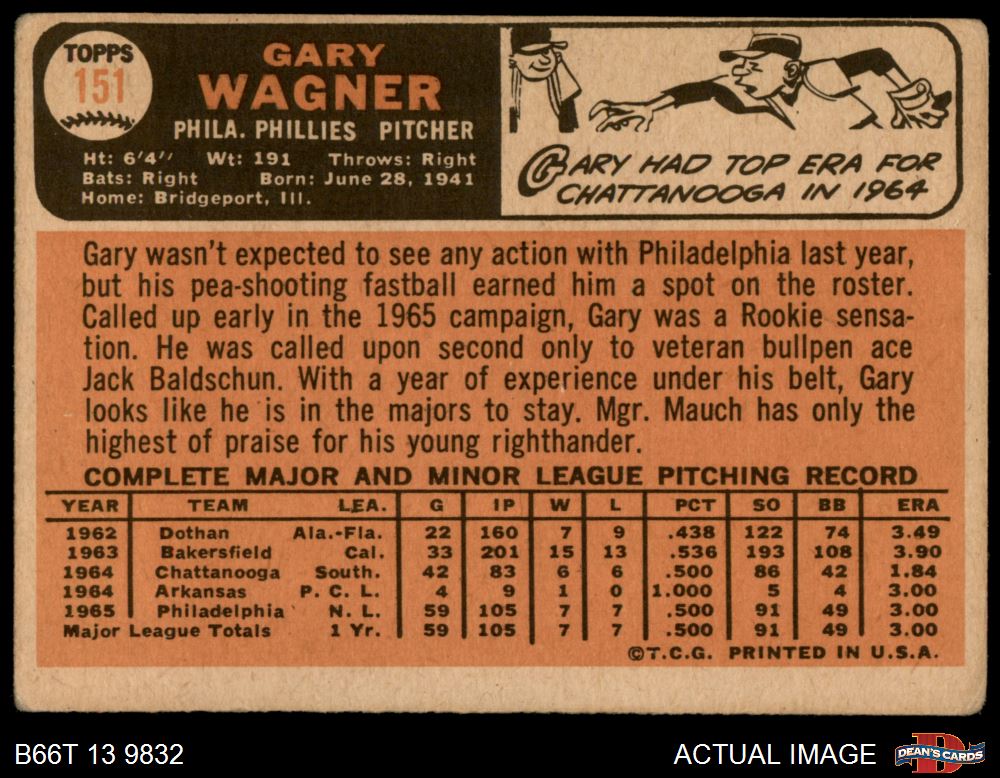 TOPPS
151
GARY
WAGNER
PHILA. PHILLIES PITCHER
Ht: 6'4" Wt: 191 Throws: Right
Bats: Right Born: June 28, 1941
Home: Bridgeport, Ill.
GARY HAD TOP ERA FOR
CHATTANOOGA IN 1964
Gary wasn't expected to see any action with Philadelphia last year,
but his pea-shooting fastball earned him a spot on the roster.
Called up early in the 1965 campaign, Gary was a Rookie sensa-
tion. He was called upon second only to veteran bullpen ace
Jack Baldschun. With a year of experience under his belt, Gary
looks like he is in the majors to stay. Mgr. Mauch has only the
highest of praise for his young righthander.
COMPLETE MAJOR AND MINOR LEAGUE PITCHING RECORD
YEAR TEAM LEA. G IP W L PCT SO BB ERA
1962 Dothan Ala.-Fla. 22 160 7 9 .438 122 74 3.49
1963 Bakersfield Cal. 33 201 15 13 .536 193 108 3.90
1964 Chattanooga South. 42 83 6 6 .500 86 42 1.84
1964 Arkansas P. C. L. 4 9 1 0 1.000 5 4 3.00
1965 Philadelphia N. L. 59 105 7 7 .500 91 49 3.00
Major League Totals 1 Yr. 59 105 7 7 .500 91 49 3.00
©T.C.G. PRINTED IN U.S.A.
B66T 13 9832
ACTUAL IMAGE
D
DEAN'S CARDS